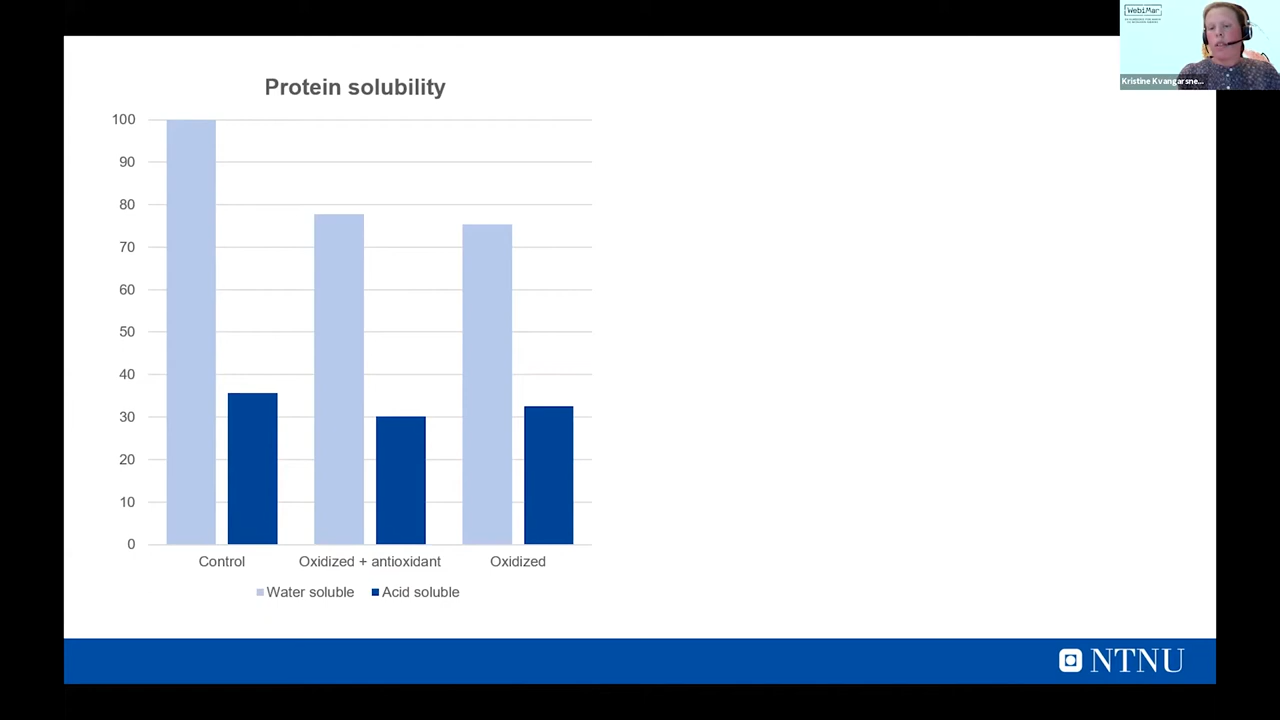 WebiMar
Kristine Kvangarsne...
Protein solubility
100
90
80
70
60
50
40
30
20
10
0
Control
Oxidized + antioxidant
Oxidized
Water soluble
Acid soluble
NTNU